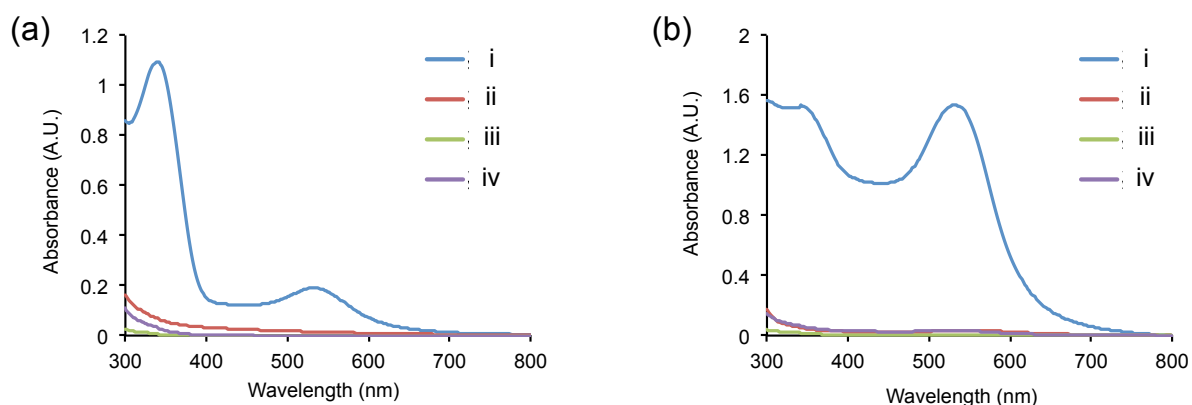 (a)
Absorbance (A.U.)
1.2
1
0.8
0.6
0.4
0.2
0
300 400 500 600 700 800
Wavelength (nm)
i
ii
iii
iv
(b)
Absorbance (A.U.)
2
1.6
1.2
0.8
0.4
0
300 400 500 600 700 800
Wavelength (nm)
i
ii
iii
iv